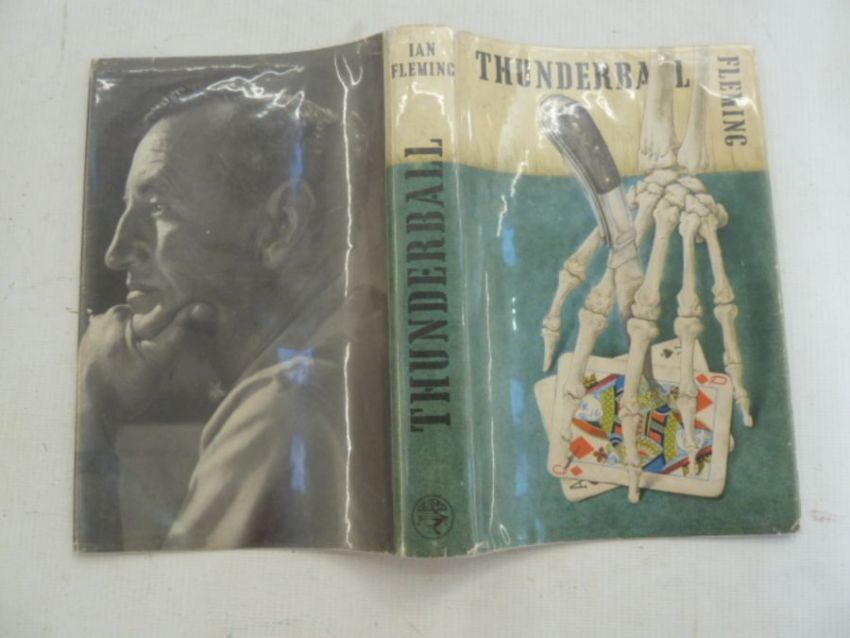 IAN
FLEMING
THUNDERBALL
THUNDERBALL
FLEMING
Q
Q
A